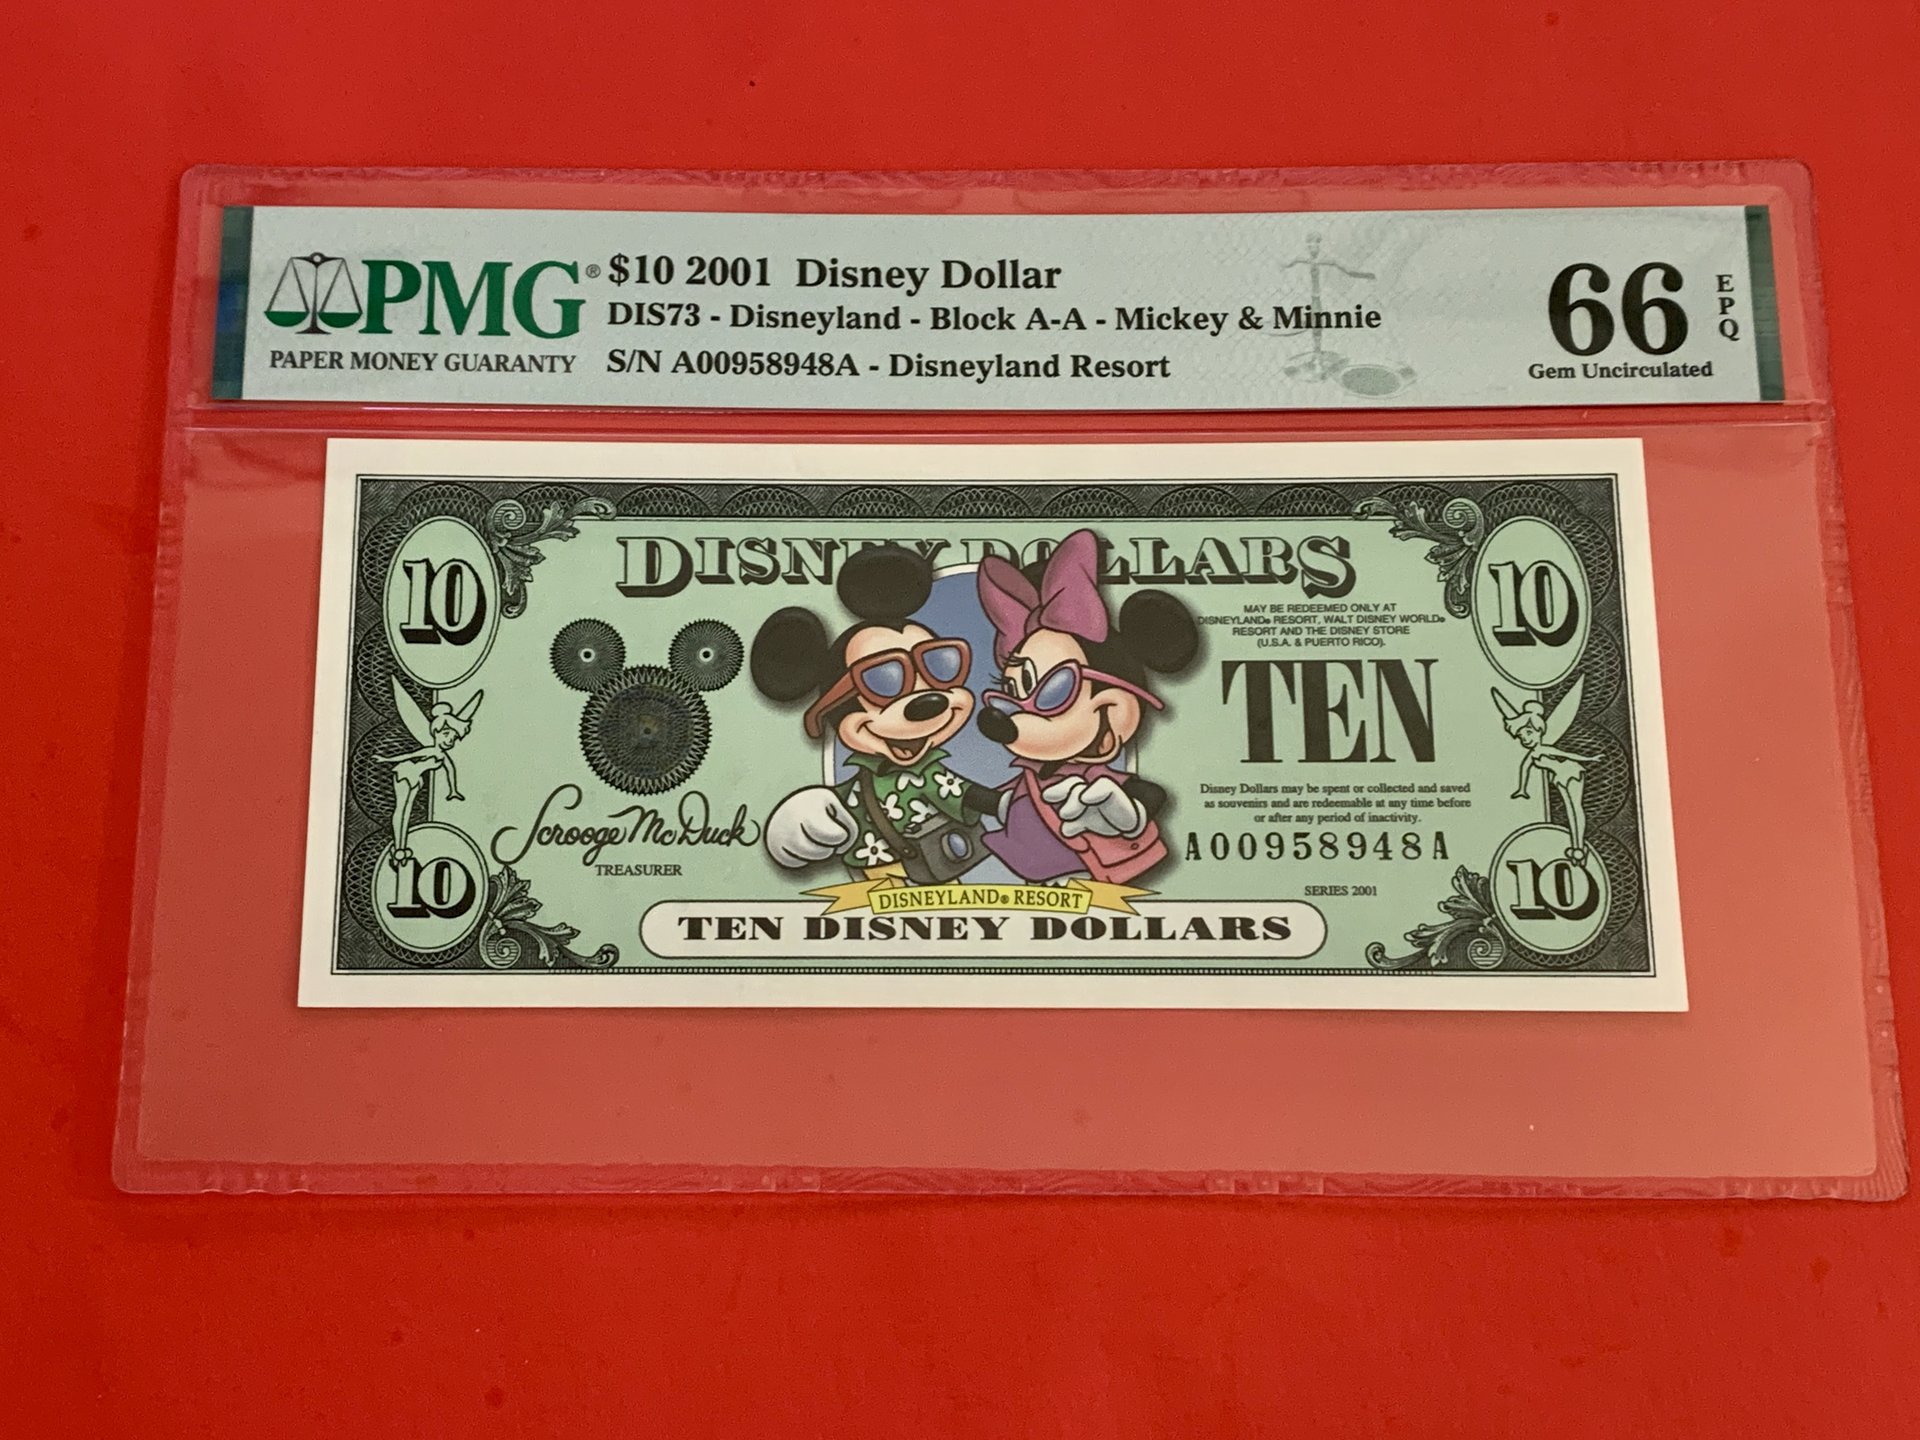 PMG® $10 2001 Disney Dollar
DIS73 - Disneyland - Block A-A - Mickey & Minnie
PAPER MONEY GUARANTY S/N A00958948A - Disneyland Resort
66
EPQ
Gem Uncirculated
10
DISNEY DOLLARS
10
MAY BE REDEEMED ONLY AT
DISNEYLAND® RESORT, WALT DISNEY WORLD®
RESORT AND THE DISNEY STORE
(U.S.A. & PUERTO RICO).
TEN
Disney Dollars may be spent or collected and saved
as souvenirs and are redeemable at any time before
or after any period of inactivity.
Scrooge McDuck
TREASURER
A00958948A
SERIES 2001
10
DISNEYLAND® RESORT
TEN DISNEY DOLLARS
10